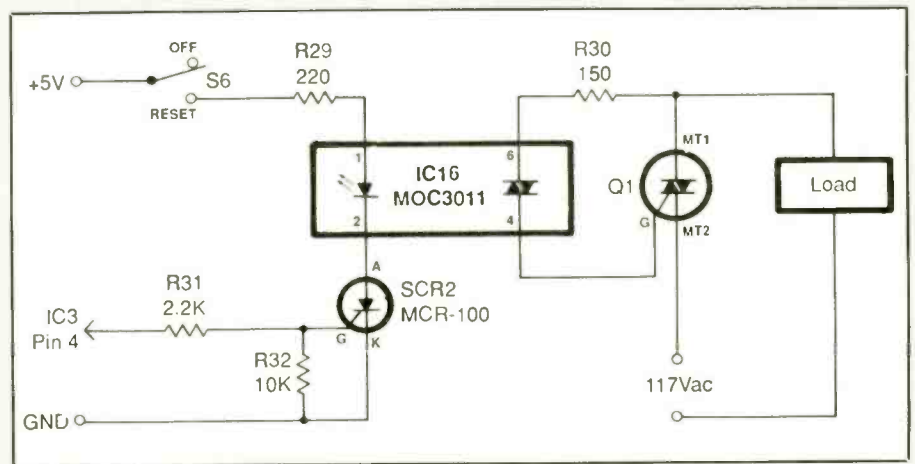 OFF
+5V
S6
RESET
R29
220
R30
150
1
2
IC16
MOC3011
6
4
MT1
Q1
G
MT2
Load
A
SCR2
MCR-100
G
K
R31
2.2K
IC3
Pin 4
R32
10K
GND
117Vac